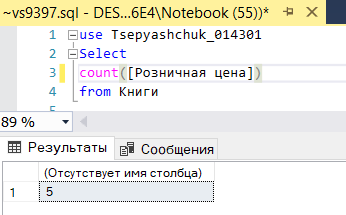 ~vs9397.sql - DES...6E4\Notebook (55))*
1 use Tsepyashchuk_014301
2 Select
3 count([Розничная цена])
4 from Книги
89 %
Результаты Сообщения
(Отсутствует имя столбца)
1 5